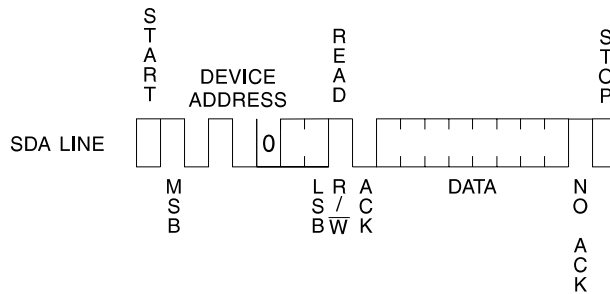 START
DEVICE
ADDRESS
READ
STOP
SDA LINE
0
MSB
LSB
R/W
ACK
DATA
NO ACK